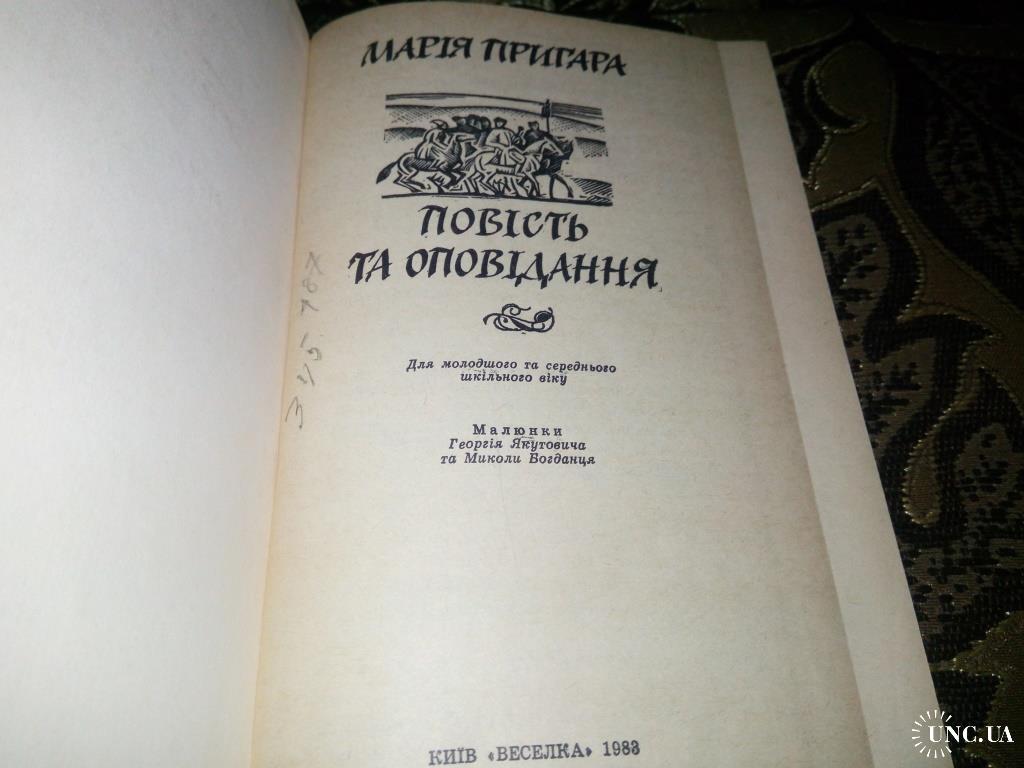 МАРІЯ ПРИГАРА
ПОВІСТЬ
ТА ОПОВІДАННЯ
Для молодшого та середнього
шкільного віку
Малюнки
Георгія Якутовича
та Миколи Богданця
КИЇВ «ВЕСЕЛКА» 1983
UNC.UA